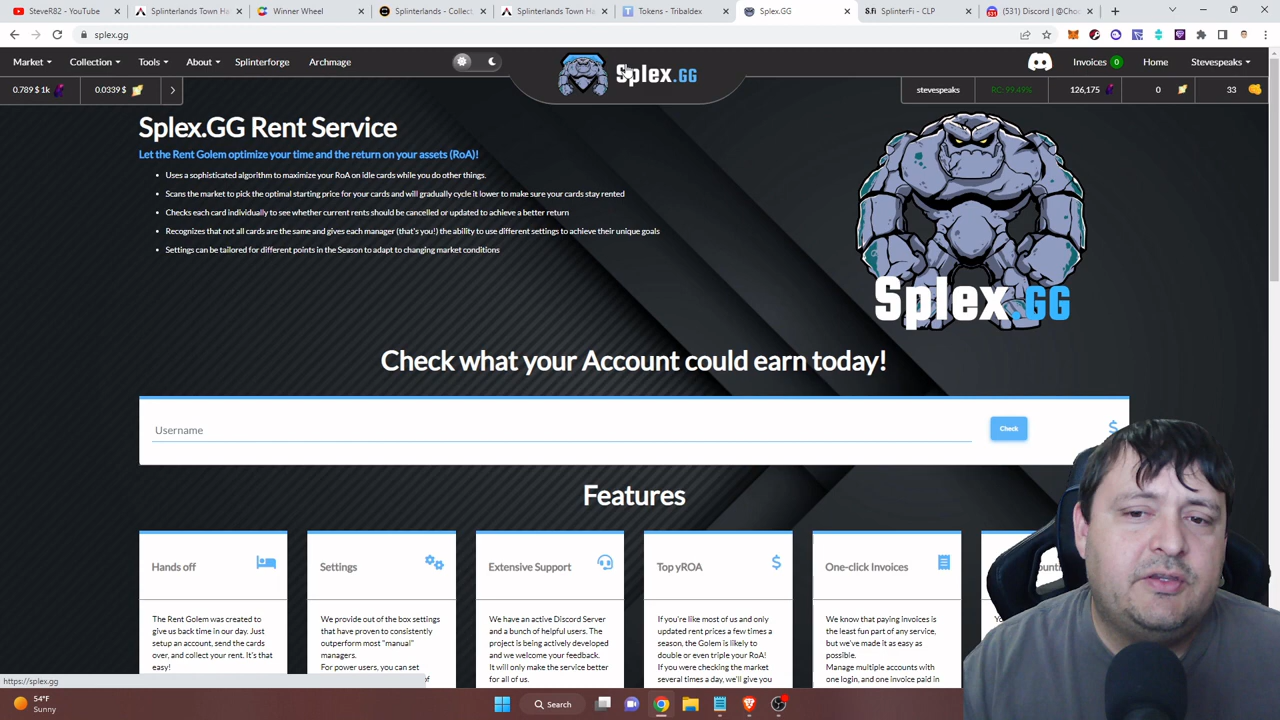 SteveR82 - YouTube
Splinterlands Town Ha
Winner Wheel
Splinterlands - Collect
Splinterlands Town Ha
Tokens - Tribaldex
Splex.GG
S.fi SplinterFi - CLP
(531) Discord | @Choc
splex.gg
Market Collection Tools About Splinterforge Archmage
Splex.GG
Invoices 0 Home Stevespeaks
0.789 $ 1k 0.0339 $
stevespeaks RC: 99.49% 126,175 0 33
Splex.GG Rent Service
Let the Rent Golem optimize your time and the return on your assets (RoA)!
• Uses a sophisticated algorithm to maximize your RoA on idle cards while you do other things.
• Scans the market to pick the optimal starting price for your cards and will gradually cycle it lower to make sure your cards stay rented
• Checks each card individually to see whether current rents should be cancelled or updated to achieve a better return
• Recognizes that not all cards are the same and gives each manager (that's you!) the ability to use different settings to achieve their unique goals
• Settings can be tailored for different points in the Season to adapt to changing market conditions
Splex.GG
Check what your Account could earn today!
Username
Check
$
Features
Hands off
The Rent Golem was created to
give us back time in our day. Just
setup an account, send the cards
over, and collect your rent. It's that
easy!
Settings
We provide out of the box settings
that have proven to consistently
outperform most "manual"
managers.
For power users, you can set
of
Extensive Support
We have an active Discord Server
and a bunch of helpful users. The
project is being actively developed
and we welcome your feedback.
It will only make the service better
for all of us.
Top yROA
$
If you're like most of us and only
updated rent prices a few times a
season, the Golem is likely to
double or even triple your RoA!
If you were checking the market
several times a day, we'll give you
One-click Invoices
We know that paying invoices is
the least fun part of any service,
but we've made it as easy as
possible.
Manage multiple accounts with
one login, and one invoice paid in
https://splex.gg
54°F
Sunny
Search